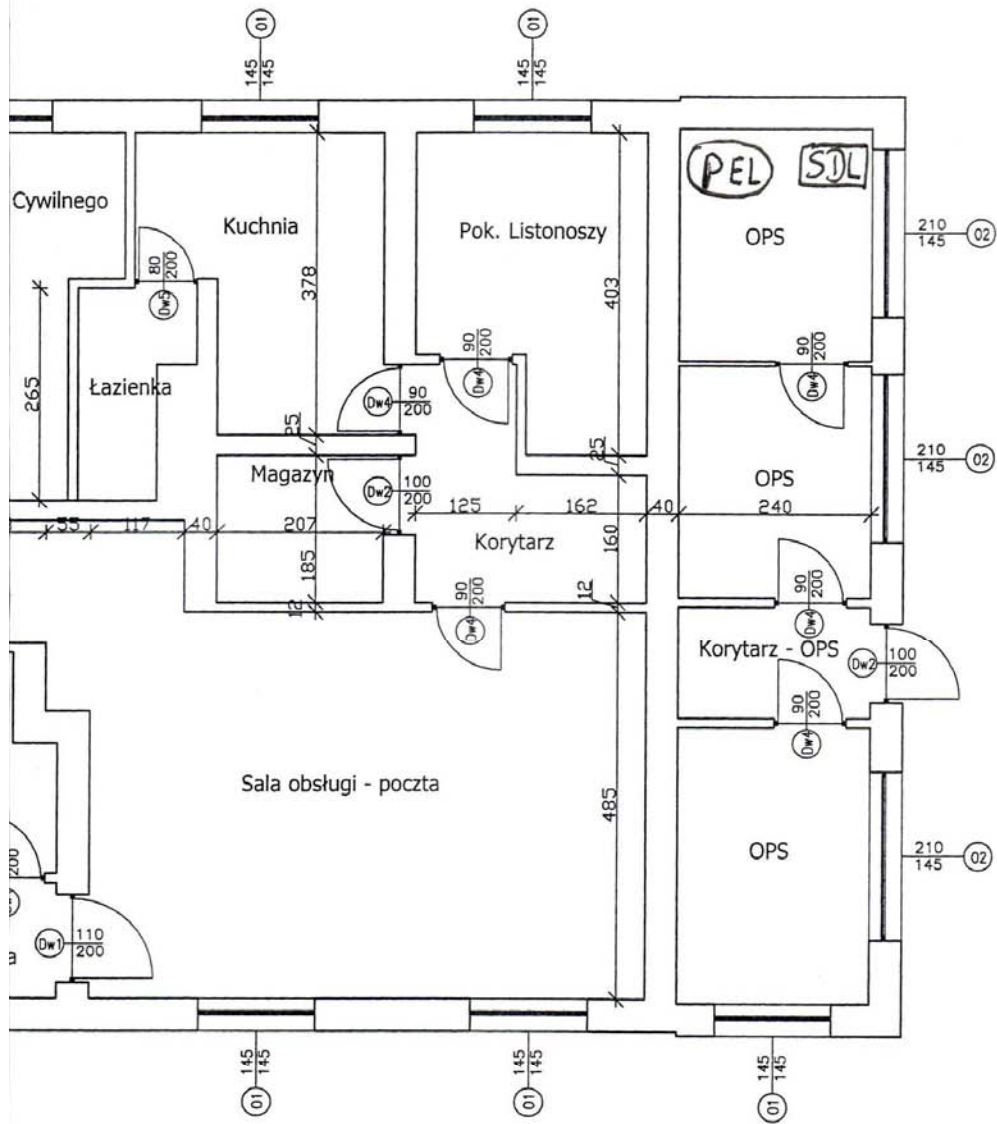 01
145
145
01
145
145
PEL
SDL
Cywilnego
Kuchnia
Pok. Listonoszy
OPS
210
145
02
80
200
Dw5
378
403
265
Łazienka
90
200
Dw4
90
200
Dw4
90
200
Dw4
25
25
Magazyn
Dw2
100
200
OPS
210
145
02
55
117
40
207
125
162
40
240
Korytarz
185
160
12
12
90
200
Dw4
90
200
Dw4
Korytarz - OPS
Dw2
100
200
90
200
Dw4
Sala obsługi - poczta
485
OPS
210
145
02
200
a
Dw1
110
200
145
145
01
145
145
01
145
145
01